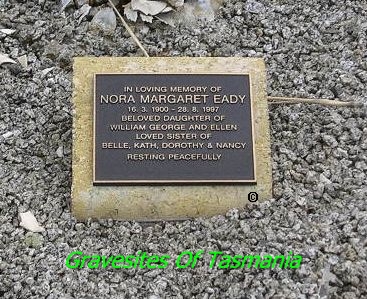 IN LOVING MEMORY OF
NORA MARGARET EADY
16. 3. 1900 - 28. 8. 1997
BELOVED DAUGHTER OF
WILLIAM GEORGE AND ELLEN
LOVED SISTER OF
BELLE, KATH, DOROTHY & NANCY
RESTING PEACEFULLY
©
Gravesites Of Tasmania